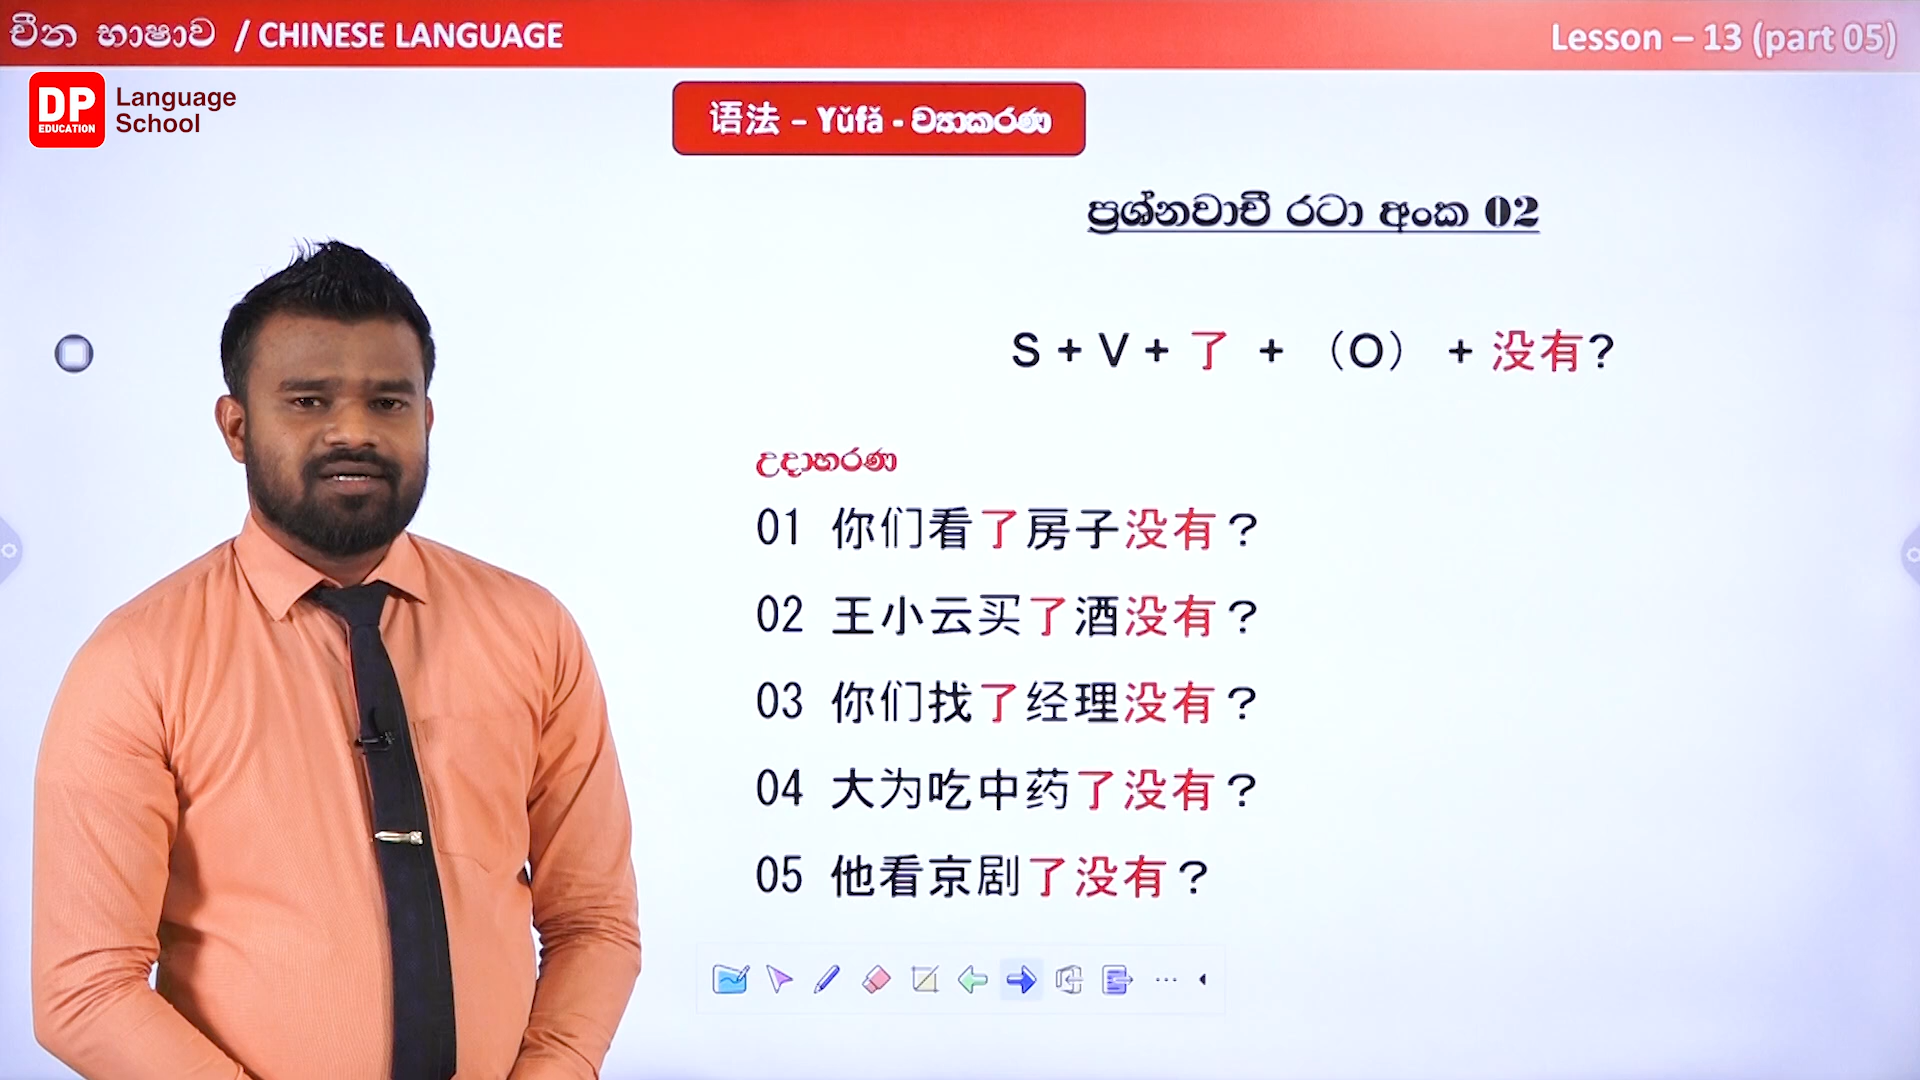 චීන භාෂාව / CHINESE LANGUAGE
Lesson – 13 (part 05)
DP
EDUCATION
Language
School
语法 – Yǔfǎ - ව්‍යාකරණ
ප්‍රශ්නවාචී රටා අංක 02
S + V + 了 + （O） + 没有?
උදාහරණ
01 你们看了房子没有？
02 王小云买了酒没有？
03 你们找了经理没有？
04 大为吃中药了没有？
05 他看京剧了没有？